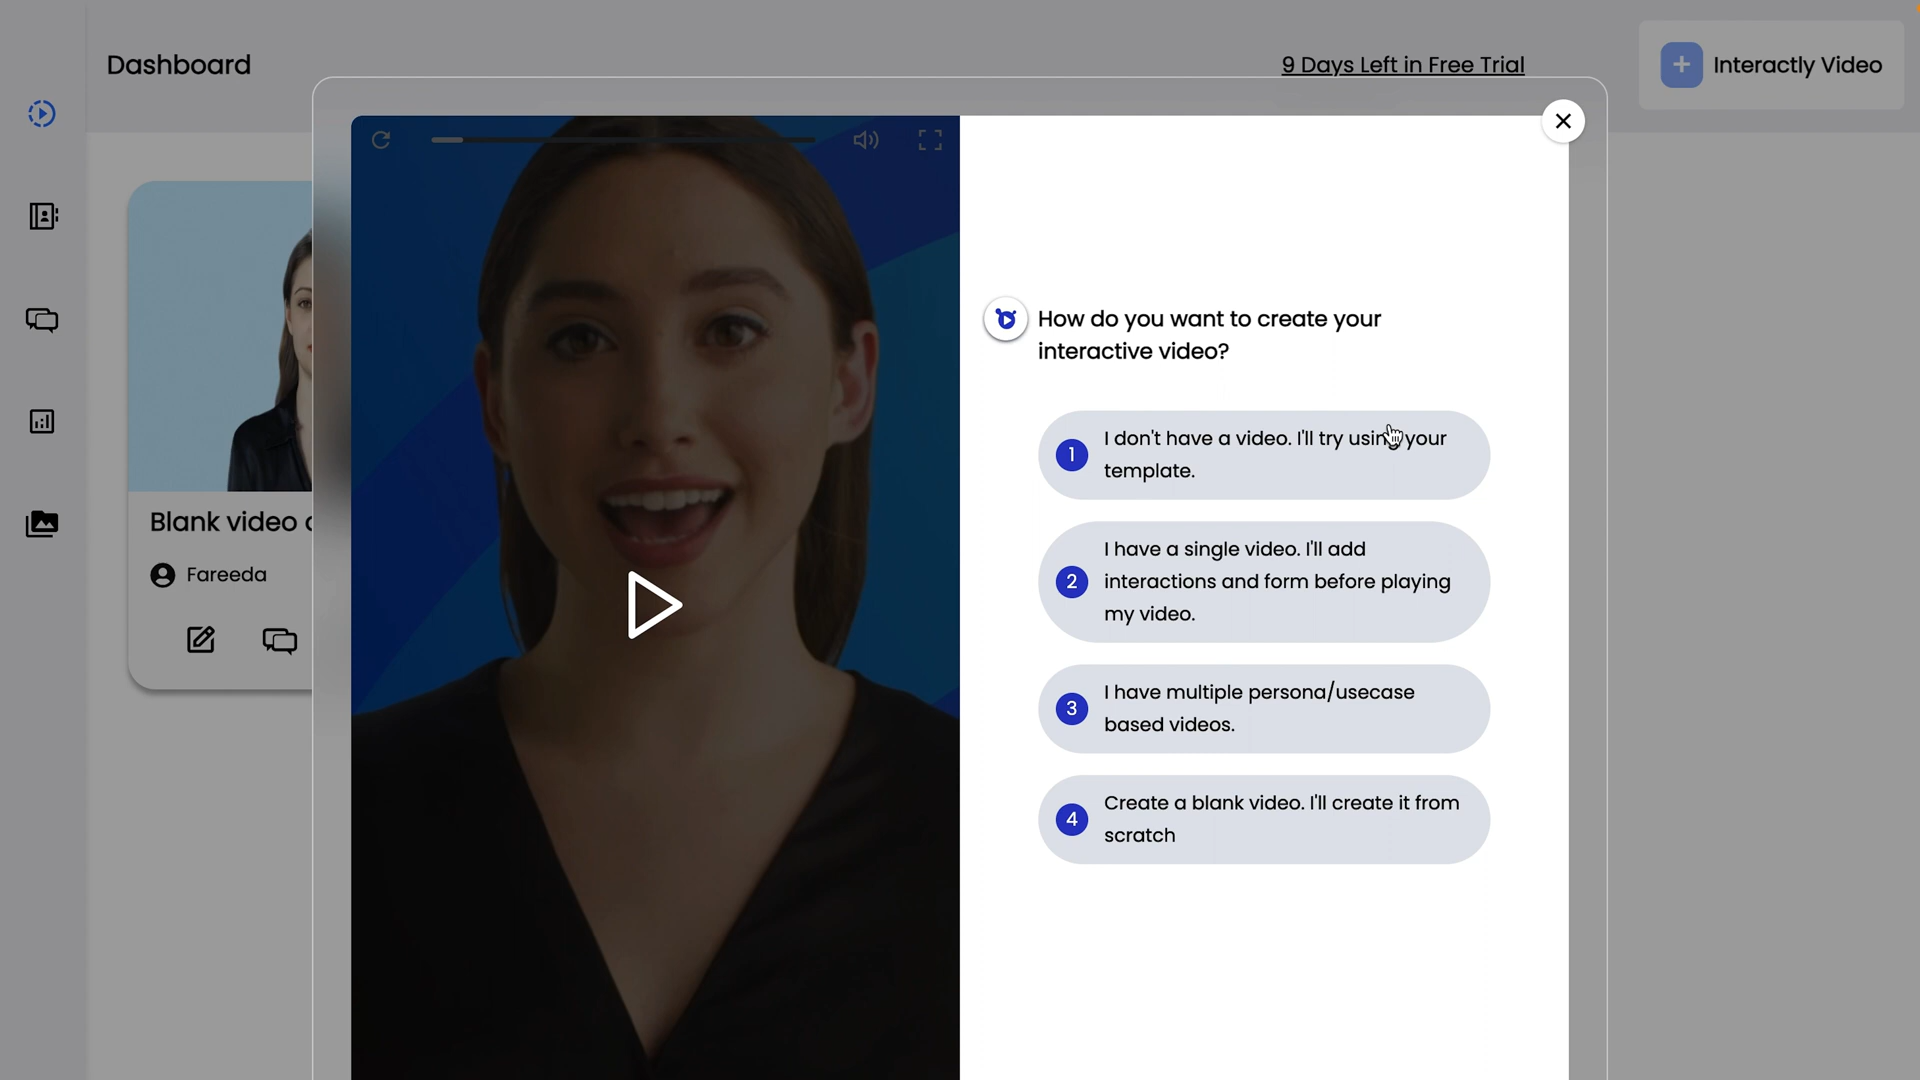 Dashboard
9 Days Left in Free Trial
+ Interactly Video
Blank video
Fareeda
How do you want to create your
interactive video?
1
I don't have a video. I'll try using your
template.
2
I have a single video. I'll add
interactions and form before playing
my video.
3
I have multiple persona/usecase
based videos.
4
Create a blank video. I'll create it from
scratch